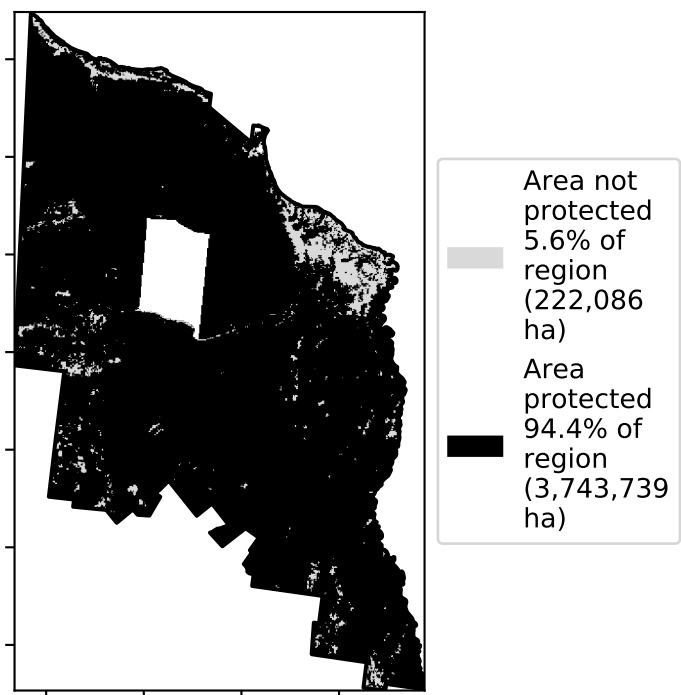 Area not
protected
5.6% of
region
(222,086
ha)
Area
protected
94.4% of
region
(3,743,739
ha)